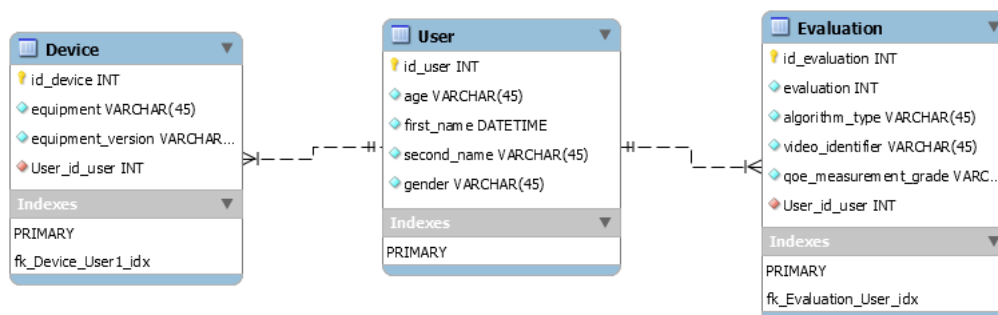 Device
id_device INT
equipment VARCHAR(45)
equipment_version VARCHAR...
User_id_user INT
Indexes
PRIMARY
fk_Device_User1_idx
User
id_user INT
age VARCHAR(45)
first_name DATETIME
second_name VARCHAR(45)
gender VARCHAR(45)
Indexes
PRIMARY
Evaluation
id_evaluation INT
evaluation INT
algorithm_type VARCHAR(45)
video_identifier VARCHAR(45)
qoe_measurement_grade VARC...
User_id_user INT
Indexes
PRIMARY
fk_Evaluation_User_idx